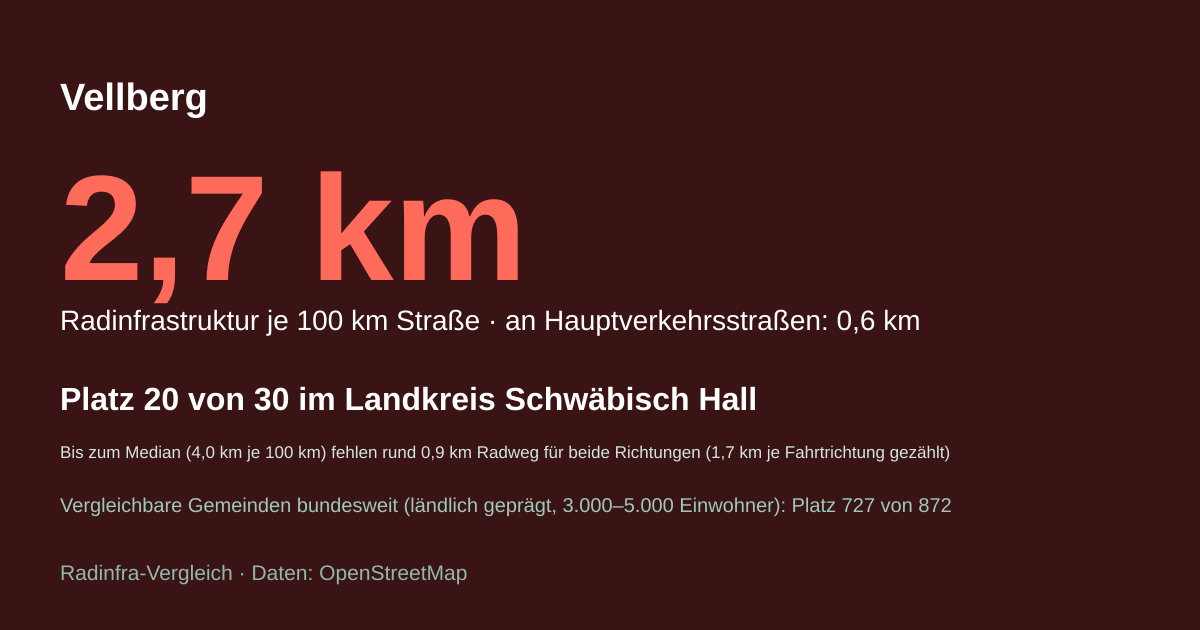 Vellberg
2,7 km
Radinfrastruktur je 100 km Straße · an Hauptverkehrsstraßen: 0,6 km
Platz 20 von 30 im Landkreis Schwäbisch Hall
Bis zum Median (4,0 km je 100 km) fehlen rund 0,9 km Radweg für beide Richtungen (1,7 km je Fahrtrichtung gezählt)
Vergleichbare Gemeinden bundesweit (ländlich geprägt, 3.000–5.000 Einwohner): Platz 727 von 872
Radinfra-Vergleich · Daten: OpenStreetMap